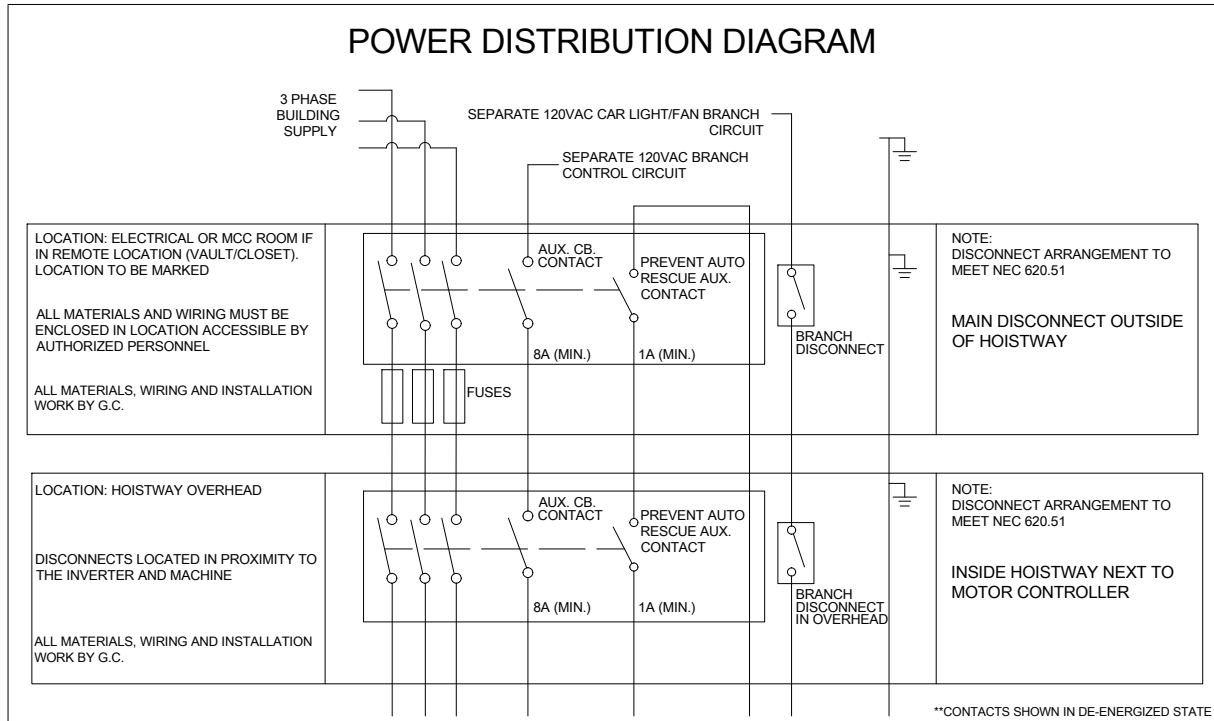 POWER DISTRIBUTION DIAGRAM
3 PHASE
BUILDING
SUPPLY
SEPARATE 120VAC CAR LIGHT/FAN BRANCH
CIRCUIT
SEPARATE 120VAC BRANCH
CONTROL CIRCUIT
LOCATION: ELECTRICAL OR MCC ROOM IF
IN REMOTE LOCATION (VAULT/CLOSET).
LOCATION TO BE MARKED
ALL MATERIALS AND WIRING MUST BE
ENCLOSED IN LOCATION ACCESSIBLE BY
AUTHORIZED PERSONNEL
ALL MATERIALS, WIRING AND INSTALLATION
WORK BY G.C.
AUX. CB.
CONTACT
PREVENT AUTO
RESCUE AUX.
CONTACT
8A (MIN.)
1A (MIN.)
FUSES
BRANCH
DISCONNECT
NOTE:
DISCONNECT ARRANGEMENT TO
MEET NEC 620.51
MAIN DISCONNECT OUTSIDE
OF HOISTWAY
LOCATION: HOISTWAY OVERHEAD
DISCONNECTS LOCATED IN PROXIMITY TO
THE INVERTER AND MACHINE
ALL MATERIALS, WIRING AND INSTALLATION
WORK BY G.C.
AUX. CB.
CONTACT
PREVENT AUTO
RESCUE AUX.
CONTACT
8A (MIN.)
1A (MIN.)
BRANCH
DISCONNECT
IN OVERHEAD
NOTE:
DISCONNECT ARRANGEMENT TO
MEET NEC 620.51
INSIDE HOISTWAY NEXT TO
MOTOR CONTROLLER
**CONTACTS SHOWN IN DE-ENERGIZED STATE